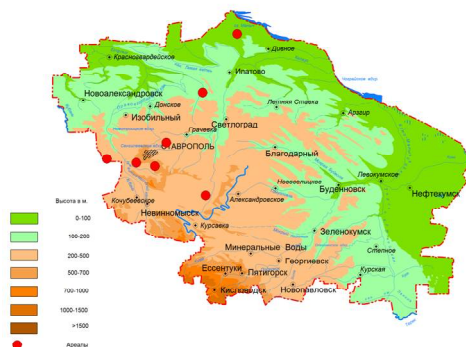 Дивное
Красногвардейское
Ипатово
Новоалександровск
Донское
Летняя Ставка
Изобильный
Арзгир
Светлоград
Грачевка
СТАВРОПОЛЬ
Благодарный
Левокумское
Буденновск
Нефтекумск
Новоселицкое
Кочубеевское
Александровское
Невинномысск
Курсавка
Зеленокумск
Степное
Минеральные Воды
Георгиевск
Ессентуки
Пятигорск
Курская
Кисловодск
Новопавловск
Высота в м.
0-100
100-200
200-500
500-700
700-1000
1000-1500
>1500
Ареалы